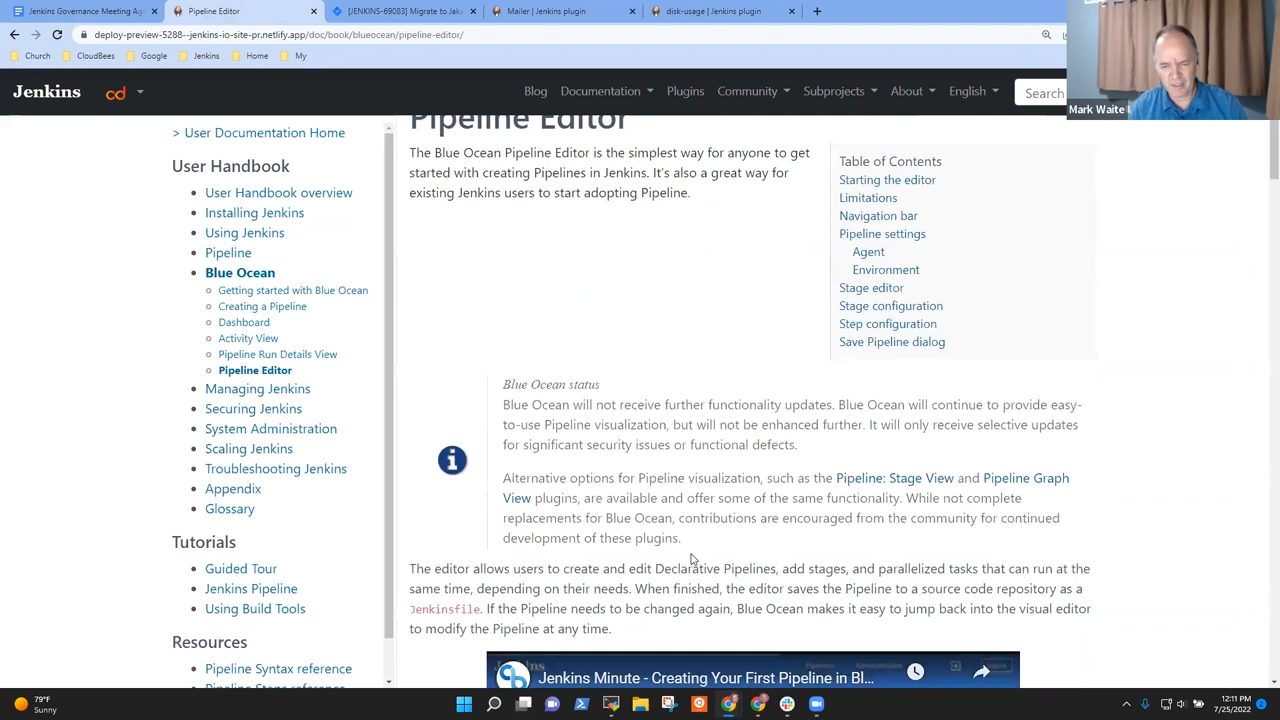 Jenkins Governance Meeting Ag
Pipeline Editor
[JENKINS-69083] Migrate to Jak
Mailer | Jenkins plugin
disk-usage | Jenkins plugin
deploy-preview-5288--jenkins-io-site-pr.netlify.app/doc/book/blueocean/pipeline-editor/
Church
CloudBees
Google
Jenkins
Home
My
Mark Waite
Jenkins
cd
Blog
Documentation
Plugins
Community
Subprojects
About
English
Search
> User Documentation Home
User Handbook
User Handbook overview
Installing Jenkins
Using Jenkins
Pipeline
Blue Ocean
Getting started with Blue Ocean
Creating a Pipeline
Dashboard
Activity View
Pipeline Run Details View
Pipeline Editor
Managing Jenkins
Securing Jenkins
System Administration
Scaling Jenkins
Troubleshooting Jenkins
Appendix
Glossary
Tutorials
Guided Tour
Jenkins Pipeline
Using Build Tools
Resources
Pipeline Syntax reference
Pipeline Steps reference
Pipeline Editor
The Blue Ocean Pipeline Editor is the simplest way for anyone to get
started with creating Pipelines in Jenkins. It's also a great way for
existing Jenkins users to start adopting Pipeline.
Table of Contents
Starting the editor
Limitations
Navigation bar
Pipeline settings
Agent
Environment
Stage editor
Stage configuration
Step configuration
Save Pipeline dialog
Blue Ocean status
Blue Ocean will not receive further functionality updates. Blue Ocean will continue to provide easy-
to-use Pipeline visualization, but will not be enhanced further. It will only receive selective updates
for significant security issues or functional defects.
Alternative options for Pipeline visualization, such as the Pipeline: Stage View and Pipeline Graph
View plugins, are available and offer some of the same functionality. While not complete
replacements for Blue Ocean, contributions are encouraged from the community for continued
development of these plugins.
The editor allows users to create and edit Declarative Pipelines, add stages, and parallelized tasks that can run at the
same time, depending on their needs. When finished, the editor saves the Pipeline to a source code repository as a
Jenkinsfile. If the Pipeline needs to be changed again, Blue Ocean makes it easy to jump back into the visual editor
to modify the Pipeline at any time.
Jenkins Minute - Creating Your First Pipeline in Bl...
79°F
Sunny
12:11 PM
7/25/2022